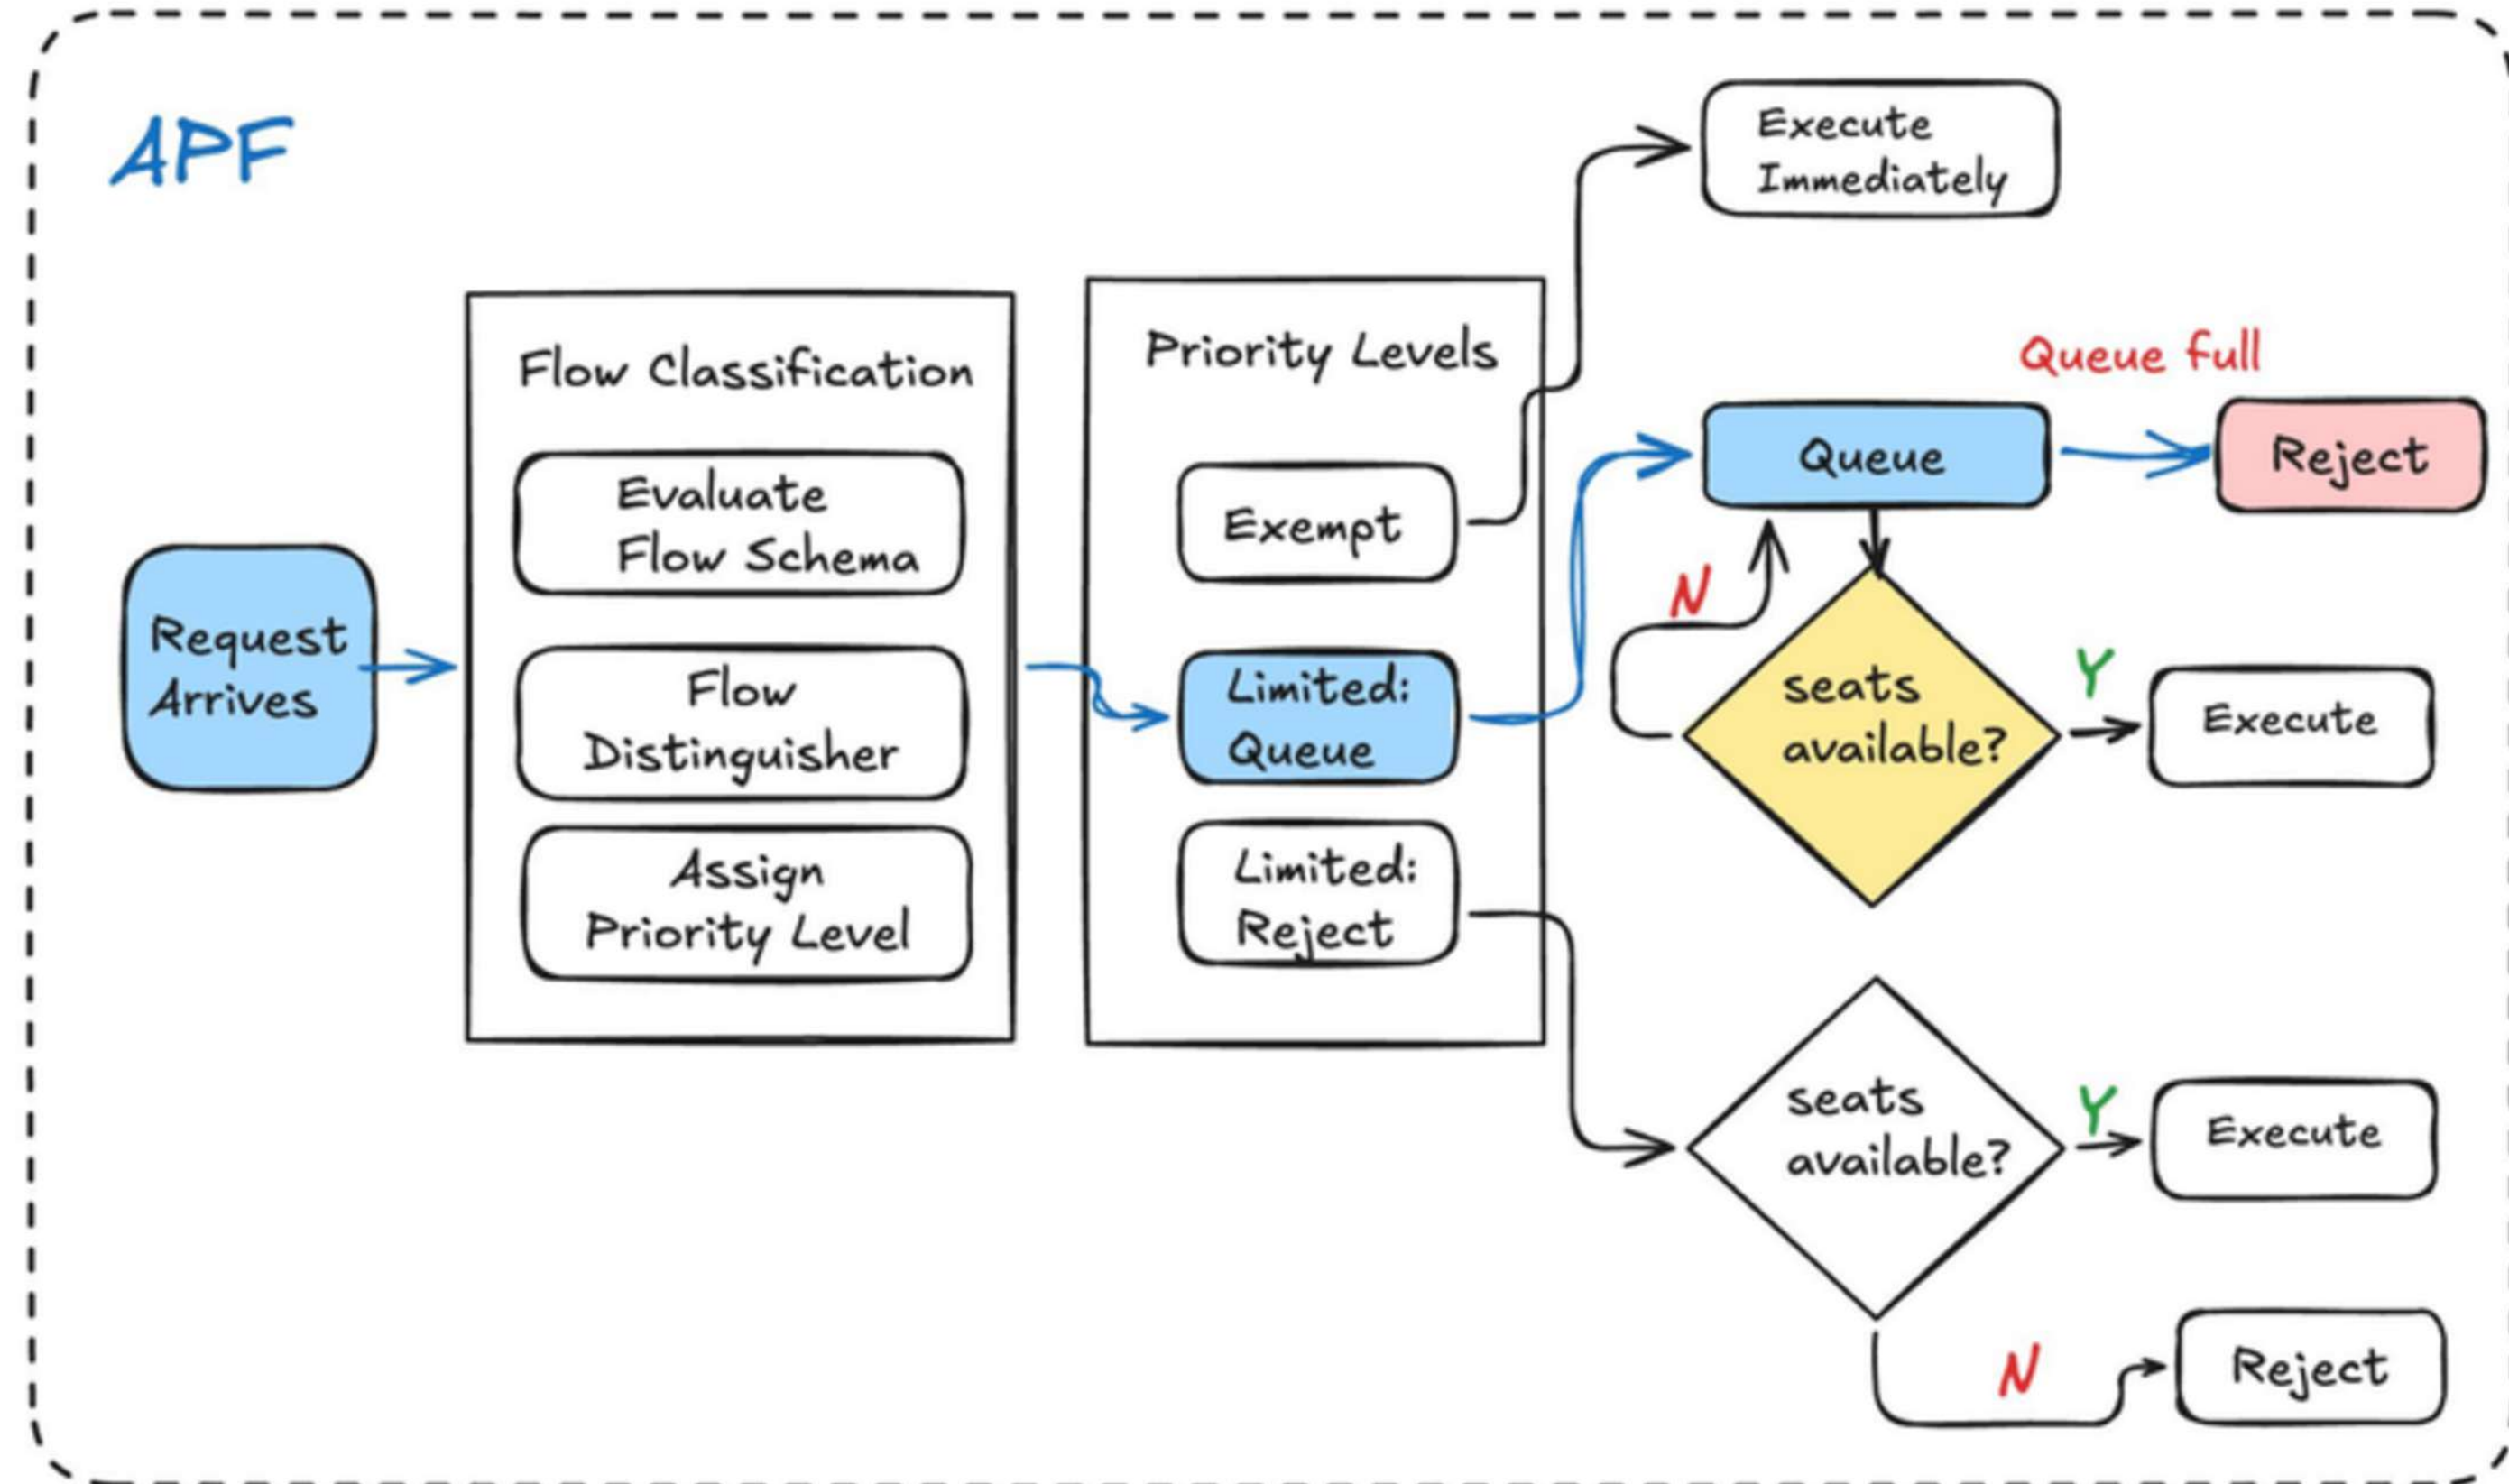 APF
Request
Arrives
Flow Classification
Evaluate
Flow Schema
Flow
Distinguisher
Assign
Priority Level
Priority Levels
Exempt
Limited:
Queue
Limited:
Reject
Execute
Immediately
Queue
Queue full
Reject
N
seats
available?
Y
Execute
seats
available?
Y
Execute
N
Reject